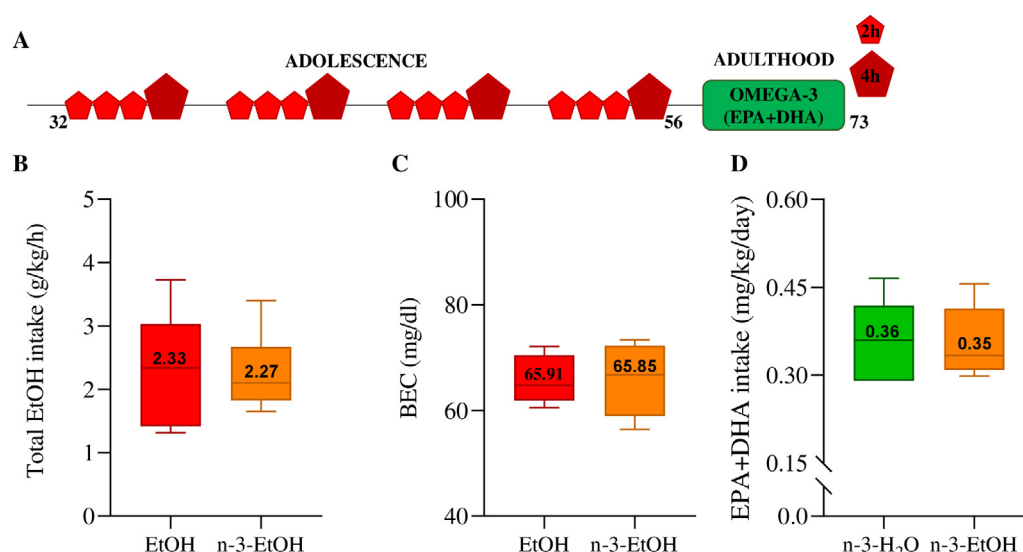 A
ADOLESCENCE
ADULTHOOD
2h
4h
OMEGA-3
(EPA+DHA)
32
56
73
B
Total EtOH intake (g/kg/h)
5
4
3
2
1
0
2.33
2.27
EtOH
n-3-EtOH
C
BEC (mg/dl)
100
80
60
40
65.91
65.85
EtOH
n-3-EtOH
D
EPA+DHA intake (mg/kg/day)
0.60
0.45
0.30
0.15
0.0
0.36
0.35
n-3-H₂O
n-3-EtOH